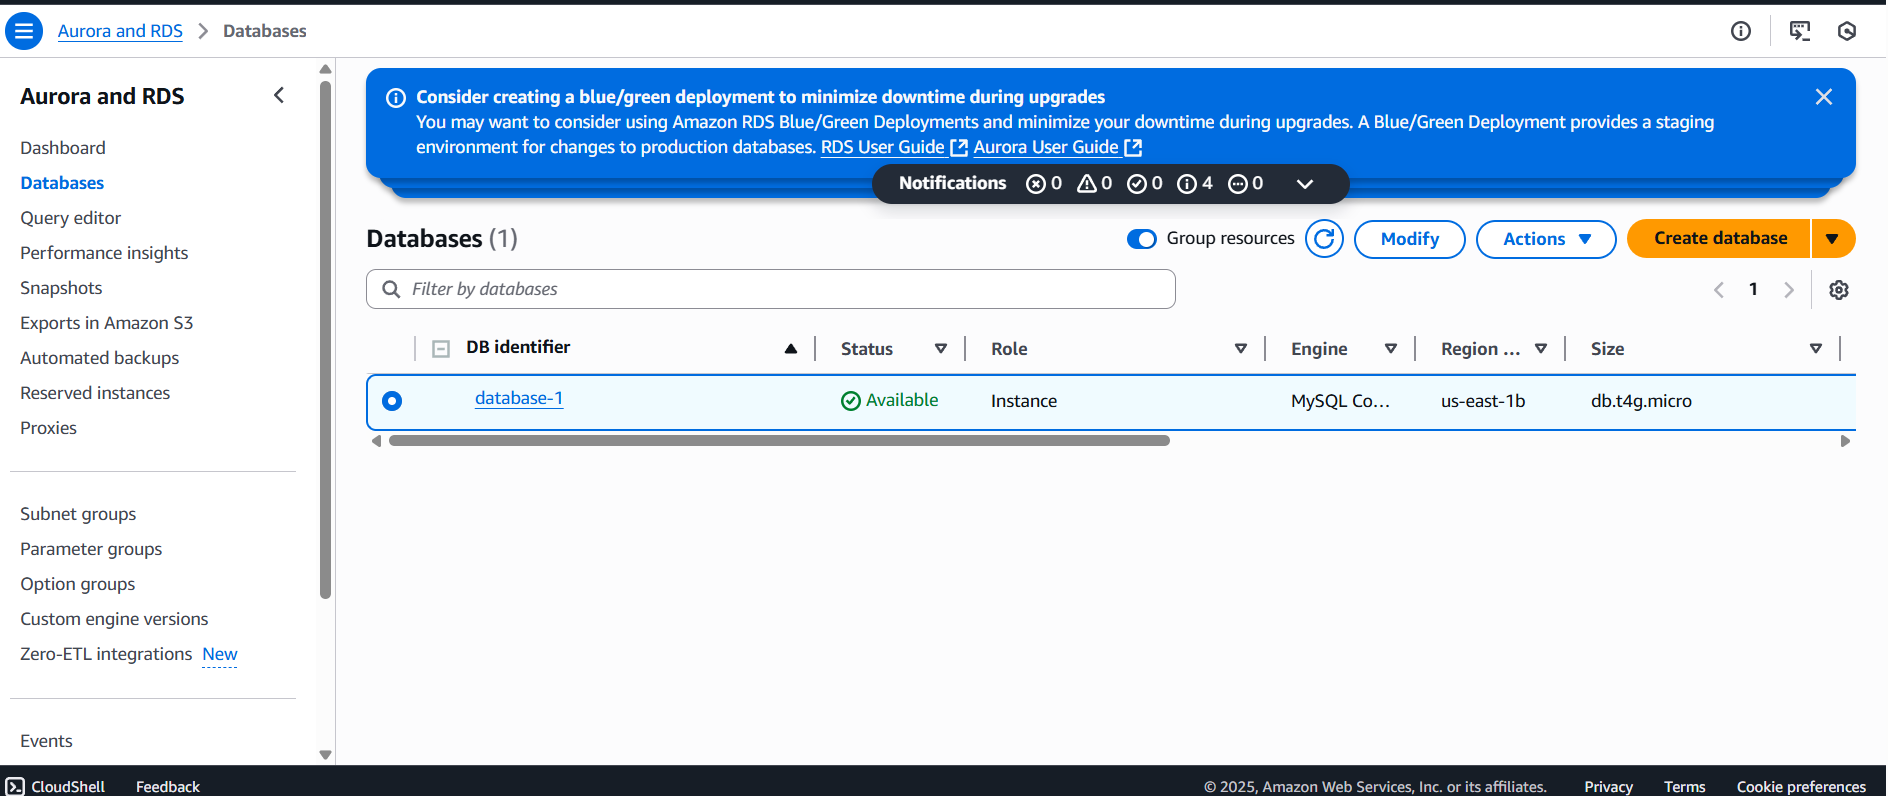 Aurora and RDS > Databases
Aurora and RDS
Dashboard
Databases
Query editor
Performance insights
Snapshots
Exports in Amazon S3
Automated backups
Reserved instances
Proxies
Subnet groups
Parameter groups
Option groups
Custom engine versions
Zero-ETL integrations New
Events
Consider creating a blue/green deployment to minimize downtime during upgrades
You may want to consider using Amazon RDS Blue/Green Deployments and minimize your downtime during upgrades. A Blue/Green Deployment provides a staging
environment for changes to production databases. RDS User Guide Aurora User Guide
Notifications 0 0 0 4 0
Databases (1)
Group resources
Modify
Actions
Create database
Filter by databases
1
DB identifier Status Role Engine Region ... Size
database-1 Available Instance MySQL Co... us-east-1b db.t4g.micro
CloudShell Feedback © 2025, Amazon Web Services, Inc. or its affiliates. Privacy Terms Cookie preferences